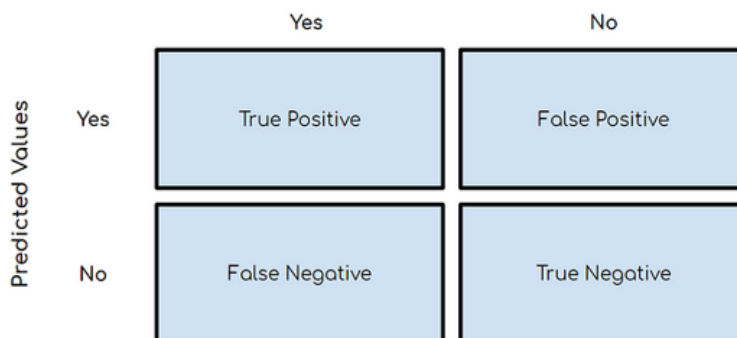 Yes No
Predicted Values
Yes True Positive False Positive
No False Negative True Negative